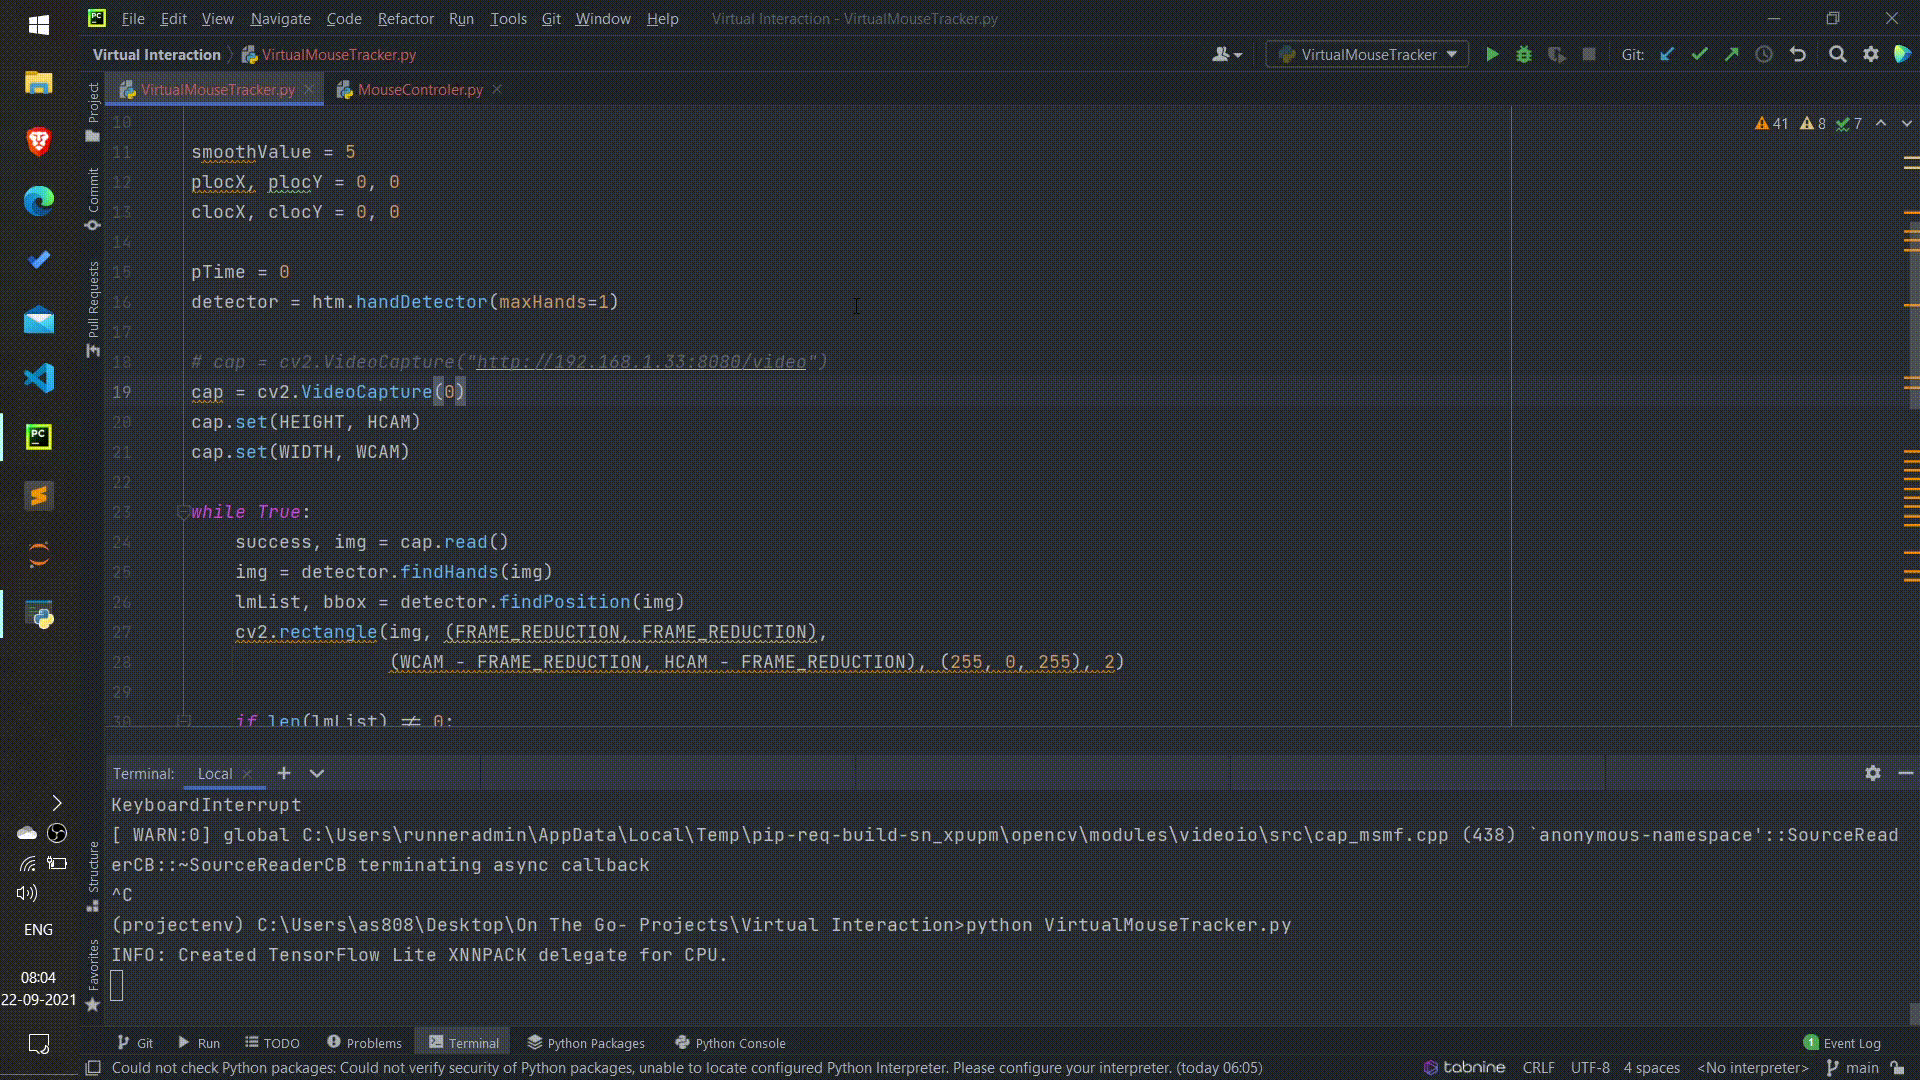 File Edit View Navigate Code Refactor Run Tools Git Window Help Virtual Interaction - VirtualMouseTracker.py
Virtual Interaction VirtualMouseTracker.py VirtualMouseTracker Git:
VirtualMouseTracker.py MouseControler.py
Project
Commit
Pull Requests
41 8 7
10
11 smoothValue = 5
12 plocX, plocY = 0, 0
13 clocX, clocY = 0, 0
14
15 pTime = 0
16 detector = htm.handDetector(maxHands=1)
17
18 # cap = cv2.VideoCapture("http://192.168.1.33:8080/video")
19 cap = cv2.VideoCapture(0)
20 cap.set(HEIGHT, HCAM)
21 cap.set(WIDTH, WCAM)
22
23 while True:
24 success, img = cap.read()
25 img = detector.findHands(img)
26 lmList, bbox = detector.findPosition(img)
27 cv2.rectangle(img, (FRAME_REDUCTION, FRAME_REDUCTION),
28 (WCAM - FRAME_REDUCTION, HCAM - FRAME_REDUCTION), (255, 0, 255), 2)
29
30 if len(lmList) ≠ 0:
Terminal: Local
KeyboardInterrupt
[ WARN:0] global C:\Users\runneradmin\AppData\Local\Temp\pip-req-build-sn_xpupm\opencv\modules\videoio\src\cap_msmf.cpp (438) `anonymous-namespace'::SourceRead
erCB::~SourceReaderCB terminating async callback
^C
(projectenv) C:\Users\as808\Desktop\On The Go- Projects\Virtual Interaction>python VirtualMouseTracker.py
INFO: Created TensorFlow Lite XNNPACK delegate for CPU.
Structure
Favorites
ENG
08:04
22-09-2021
Git Run TODO Problems Terminal Python Packages Python Console 1 Event Log
Could not check Python packages: Could not verify security of Python packages, unable to locate configured Python Interpreter. Please configure your interpreter. (today 06:05) tabnine CRLF UTF-8 4 spaces <No interpreter> main